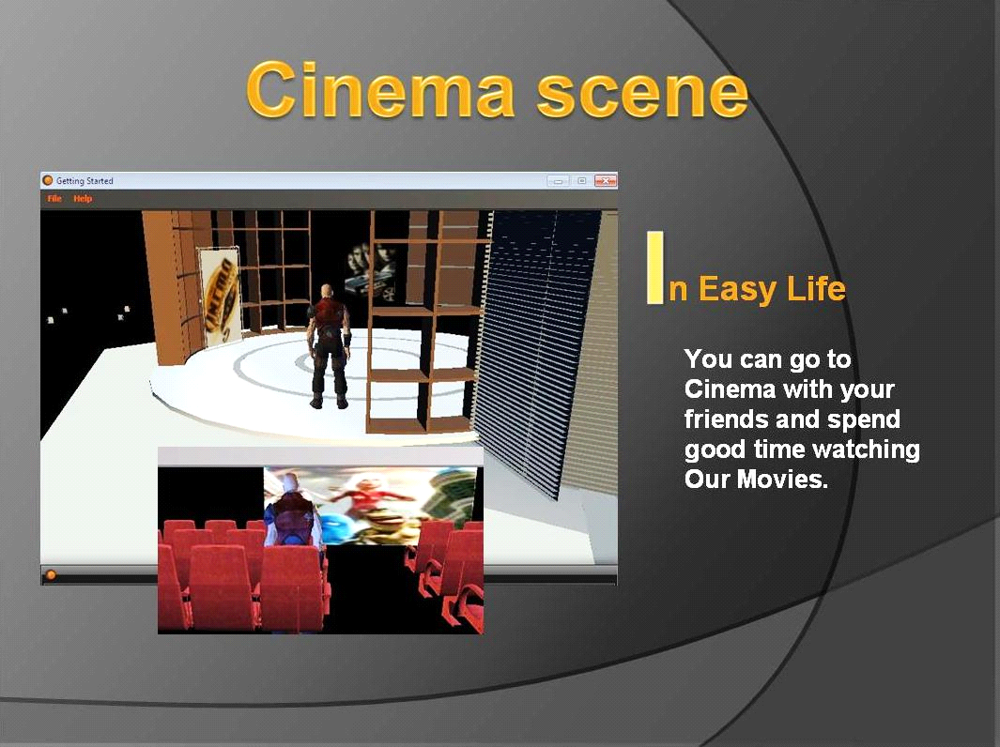 Cinema scene
Getting Started
File Help
In Easy Life
You can go to
Cinema with your
friends and spend
good time watching
Our Movies.